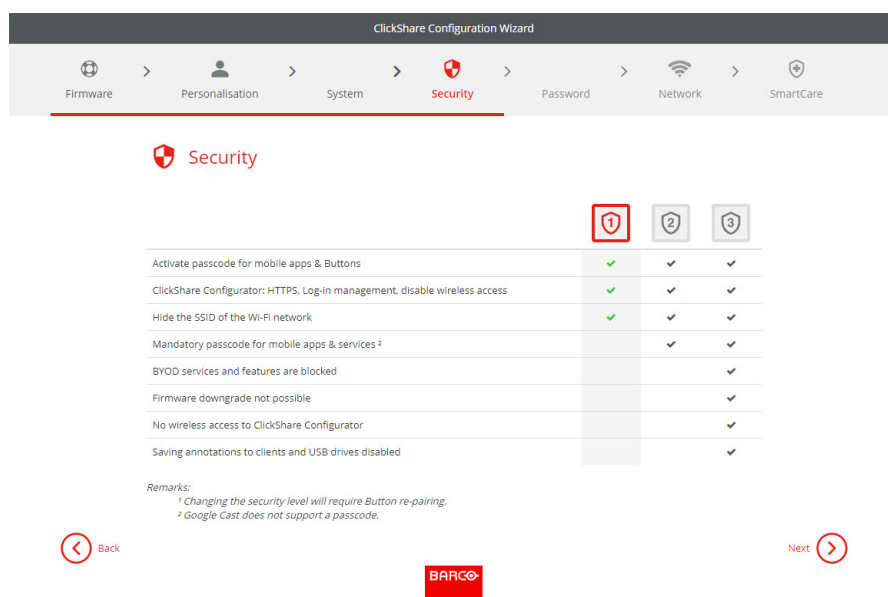 ClickShare Configuration Wizard
Firmware Personalisation System Security Password Network SmartCare
Security
1 2 3
Activate passcode for mobile apps & Buttons
ClickShare Configurator: HTTPS, Log-in management, disable wireless access
Hide the SSID of the Wi-Fi network
Mandatory passcode for mobile apps & services ²
BYOD services and features are blocked
Firmware downgrade not possible
No wireless access to ClickShare Configurator
Saving annotations to clients and USB drives disabled
Remarks:
¹ Changing the security level will require Button re-pairing.
² Google Cast does not support a passcode.
Back Next
BARCO